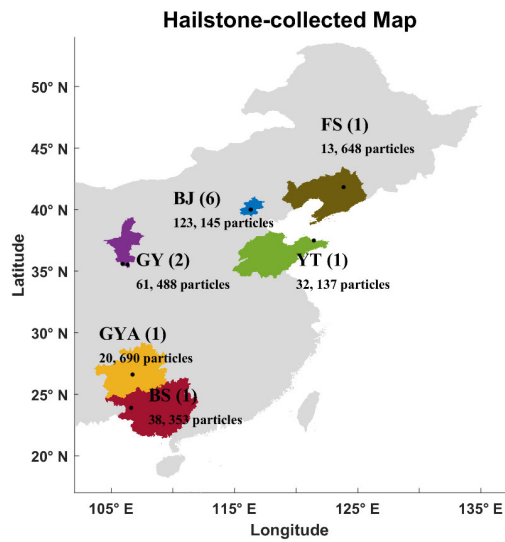 Hailstone-collected Map
50° N
FS (1)
13, 648 particles
45° N
BJ (6)
40° N
123, 145 particles
GY (2)
YT (1)
35° N
61, 488 particles
32, 137 particles
Latitude
30° N
GYA (1)
20, 690 particles
BS (1)
25° N
38, 353 particles
20° N
105° E
115° E
125° E
135° E
Longitude